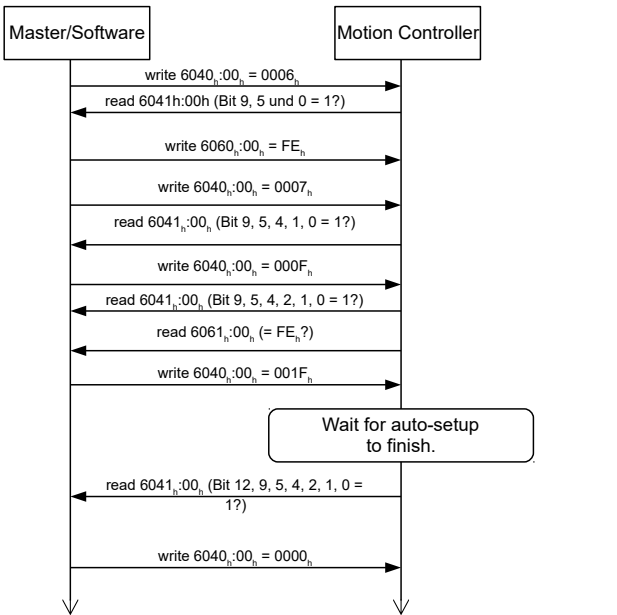 Master/Software
Motion Controller
write 6040ₕ:00ₕ = 0006ₕ
read 6041h:00h (Bit 9, 5 und 0 = 1?)
write 6060ₕ:00ₕ = FEₕ
write 6040ₕ:00ₕ = 0007ₕ
read 6041ₕ:00ₕ (Bit 9, 5, 4, 1, 0 = 1?)
write 6040ₕ:00ₕ = 000Fₕ
read 6041ₕ:00ₕ (Bit 9, 5, 4, 2, 1, 0 = 1?)
read 6061ₕ:00ₕ (= FEₕ?)
write 6040ₕ:00ₕ = 001Fₕ
Wait for auto-setup
to finish.
read 6041ₕ:00ₕ (Bit 12, 9, 5, 4, 2, 1, 0 =
1?)
write 6040ₕ:00ₕ = 0000ₕ